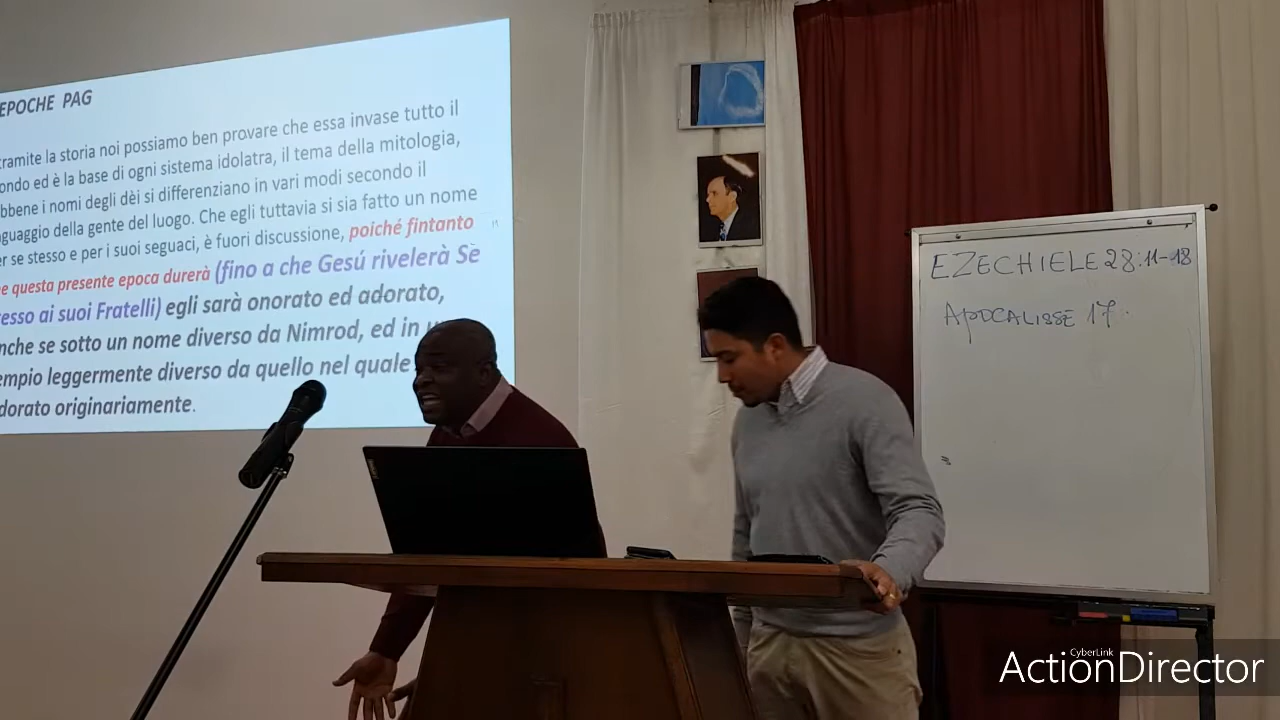 EPOCHE PAG
tramite la storia noi possiamo ben provare che essa invase tutto il
ondo ed è la base di ogni sistema idolatra, il tema della mitologia,
bbene i nomi degli dèi si differenziano in vari modi secondo il
guaggio della gente del luogo. Che egli tuttavia si sia fatto un nome
er se stesso e per i suoi seguaci, è fuori discussione, poiché fintanto
e questa presente epoca durerà (fino a che Gesú rivelerà Sè
esso ai suoi Fratelli) egli sarà onorato ed adorato,
nche se sotto un nome diverso da Nimrod, ed in
empio leggermente diverso da quello nel quale
dorato originariamente.
EZECHIELE 28:11-18
APOCALISSE 17.
Lenovo
CyberLink
ActionDirector